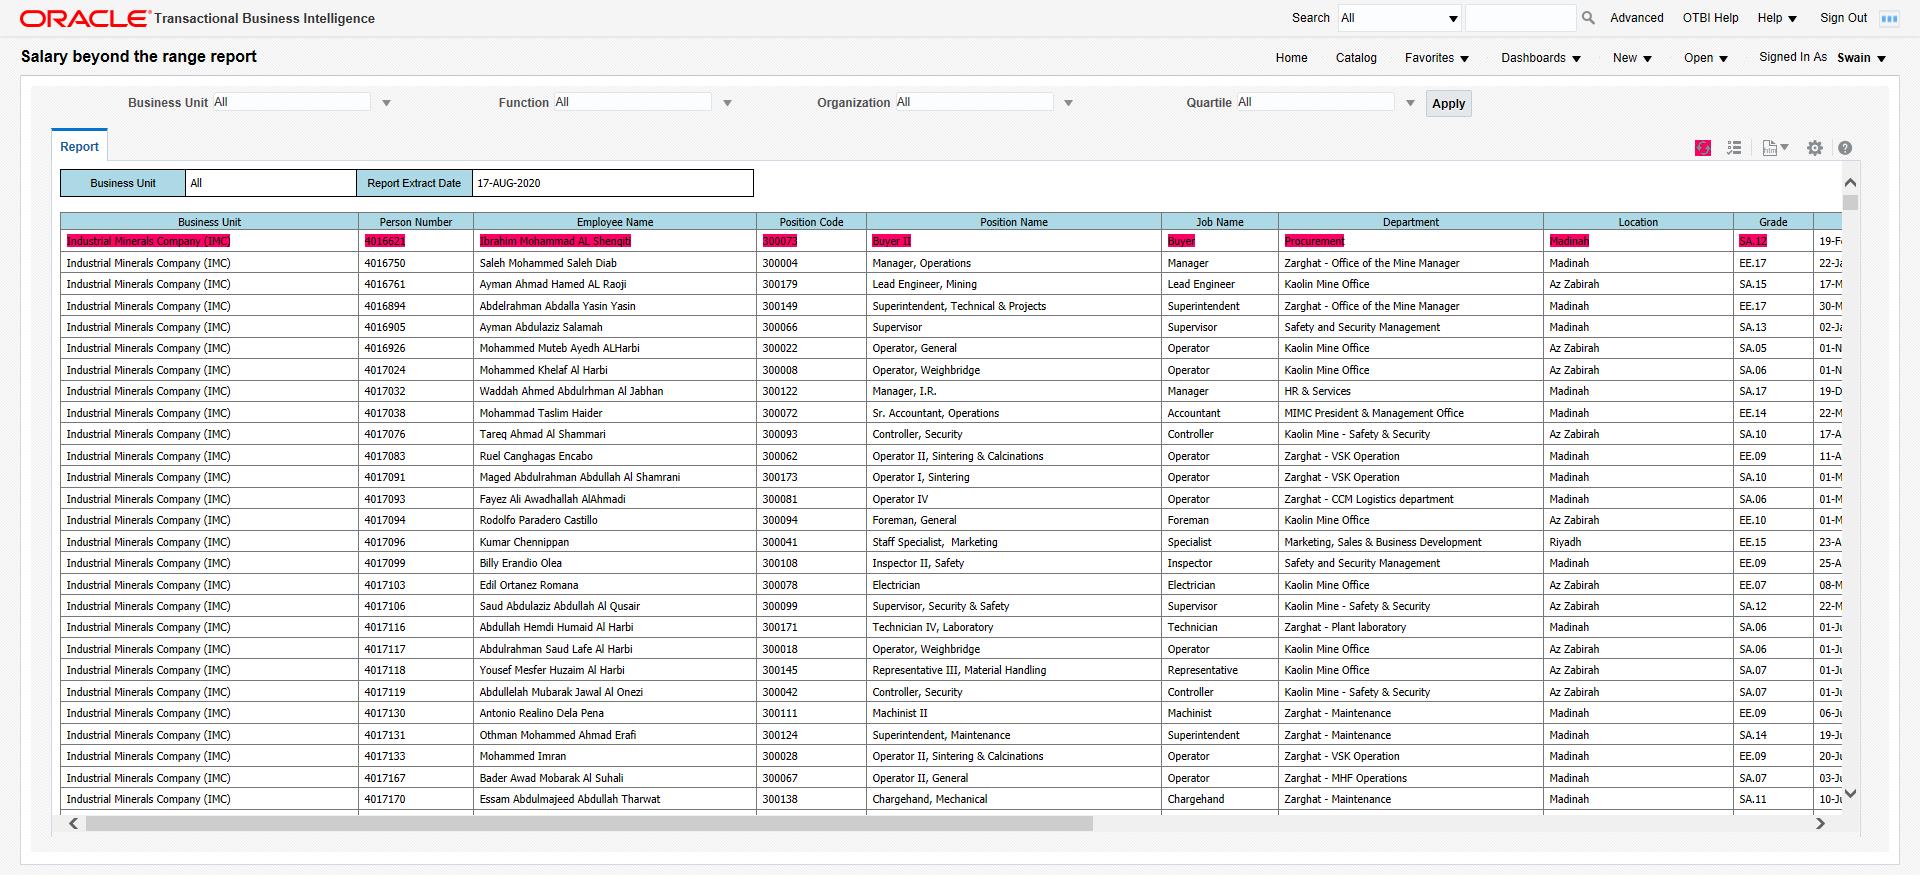 ORACLE Transactional Business Intelligence Search All Advanced OTBI Help Help Sign Out
Salary beyond the range report Home Catalog Favorites Dashboards New Open Signed In As Swain
Business Unit All Function All Organization All Quartile All Apply
Report
Business Unit All Report Extract Date 17-AUG-2020
Business Unit Person Number Employee Name Position Code Position Name Job Name Department Location Grade
Industrial Minerals Company (IMC) 4016621 Ibrahim Mohammad AL Shenqiti 300073 Buyer II Buyer Procurement Madinah SA.12 19-F
Industrial Minerals Company (IMC) 4016750 Saleh Mohammed Saleh Diab 300004 Manager, Operations Manager Zarghat - Office of the Mine Manager Madinah EE.17 22-J
Industrial Minerals Company (IMC) 4016761 Ayman Ahmad Hamed AL Raoji 300179 Lead Engineer, Mining Lead Engineer Kaolin Mine Office Az Zabirah SA.15 17-M
Industrial Minerals Company (IMC) 4016894 Abdelrahman Abdalla Yasin Yasin 300149 Superintendent, Technical & Projects Superintendent Zarghat - Office of the Mine Manager Madinah EE.17 30-M
Industrial Minerals Company (IMC) 4016905 Ayman Abdulaziz Salamah 300066 Supervisor Supervisor Safety and Security Management Madinah SA.13 02-J
Industrial Minerals Company (IMC) 4016926 Mohammed Muteb Ayedh ALHarbi 300022 Operator, General Operator Kaolin Mine Office Az Zabirah SA.05 01-N
Industrial Minerals Company (IMC) 4017024 Mohammed Khelaf Al Harbi 300008 Operator, Weighbridge Operator Kaolin Mine Office Az Zabirah SA.06 01-N
Industrial Minerals Company (IMC) 4017032 Waddah Ahmed Abdulrhman Al Jabhan 300122 Manager, I.R. Manager HR & Services Madinah SA.17 19-D
Industrial Minerals Company (IMC) 4017038 Mohammad Taslim Haider 300072 Sr. Accountant, Operations Accountant MIMC President & Management Office Madinah EE.14 22-M
Industrial Minerals Company (IMC) 4017076 Tareq Ahmad Al Shammari 300093 Controller, Security Controller Kaolin Mine - Safety & Security Az Zabirah SA.10 17-A
Industrial Minerals Company (IMC) 4017083 Ruel Canghagas Encabo 300062 Operator II, Sintering & Calcinations Operator Zarghat - VSK Operation Madinah EE.09 11-A
Industrial Minerals Company (IMC) 4017091 Maged Abdulrahman Abdullah Al Shamrani 300173 Operator I, Sintering Operator Zarghat - VSK Operation Madinah SA.10 01-M
Industrial Minerals Company (IMC) 4017093 Fayez Ali Awadhallah AlAhmadi 300081 Operator IV Operator Zarghat - CCM Logistics department Madinah SA.06 01-M
Industrial Minerals Company (IMC) 4017094 Rodolfo Paradero Castillo 300094 Foreman, General Foreman Kaolin Mine Office Az Zabirah EE.10 01-M
Industrial Minerals Company (IMC) 4017096 Kumar Chennippan 300041 Staff Specialist, Marketing Specialist Marketing, Sales & Business Development Riyadh EE.15 23-A
Industrial Minerals Company (IMC) 4017099 Billy Erandio Olea 300108 Inspector II, Safety Inspector Safety and Security Management Madinah EE.09 25-A
Industrial Minerals Company (IMC) 4017103 Edil Ortanez Romana 300078 Electrician Electrician Kaolin Mine Office Az Zabirah EE.07 08-M
Industrial Minerals Company (IMC) 4017106 Saud Abdulaziz Abdullah Al Qusair 300099 Supervisor, Security & Safety Supervisor Kaolin Mine - Safety & Security Az Zabirah SA.12 22-M
Industrial Minerals Company (IMC) 4017116 Abdullah Hemdi Humaid Al Harbi 300171 Technician IV, Laboratory Technician Zarghat - Plant laboratory Madinah SA.06 01-J
Industrial Minerals Company (IMC) 4017117 Abdulrahman Saud Lafe Al Harbi 300018 Operator, Weighbridge Operator Kaolin Mine Office Az Zabirah SA.06 01-J
Industrial Minerals Company (IMC) 4017118 Yousef Mesfer Huzaim Al Harbi 300145 Representative III, Material Handling Representative Kaolin Mine Office Az Zabirah SA.07 01-J
Industrial Minerals Company (IMC) 4017119 Abdullelah Mubarak Jawal Al Onezi 300042 Controller, Security Controller Kaolin Mine - Safety & Security Az Zabirah SA.07 01-J
Industrial Minerals Company (IMC) 4017130 Antonio Realino Dela Pena 300111 Machinist II Machinist Zarghat - Maintenance Madinah EE.09 06-J
Industrial Minerals Company (IMC) 4017131 Othman Mohammed Ahmad Erafi 300124 Superintendent, Maintenance Superintendent Zarghat - Maintenance Madinah SA.14 19-J
Industrial Minerals Company (IMC) 4017133 Mohammed Imran 300028 Operator II, Sintering & Calcinations Operator Zarghat - VSK Operation Madinah EE.09 20-J
Industrial Minerals Company (IMC) 4017167 Bader Awad Mobarak Al Suhali 300067 Operator II, General Operator Zarghat - MHF Operations Madinah SA.07 03-J
Industrial Minerals Company (IMC) 4017170 Essam Abdulmajeed Abdullah Tharwat 300138 Chargehand, Mechanical Chargehand Zarghat - Maintenance Madinah SA.11 10-J